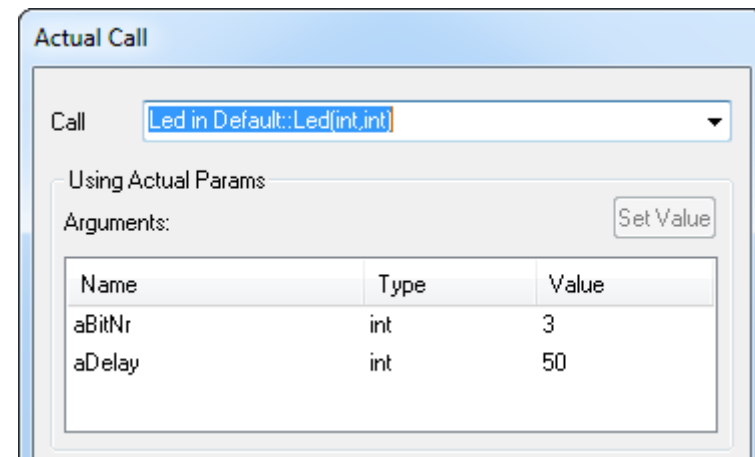 Actual Call
Call Led in Default::Led(int,int)
Using Actual Params
Arguments: Set Value
Name Type Value
aBitNr int 3
aDelay int 50